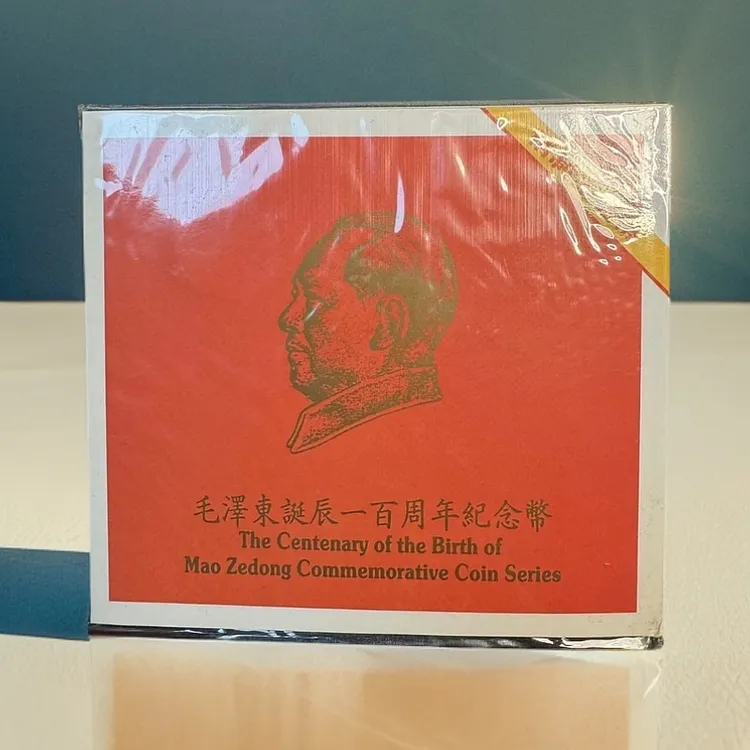 毛澤東誕辰一百周年紀念幣
The Centenary of the Birth of
Mao Zedong Commemorative Coin Series